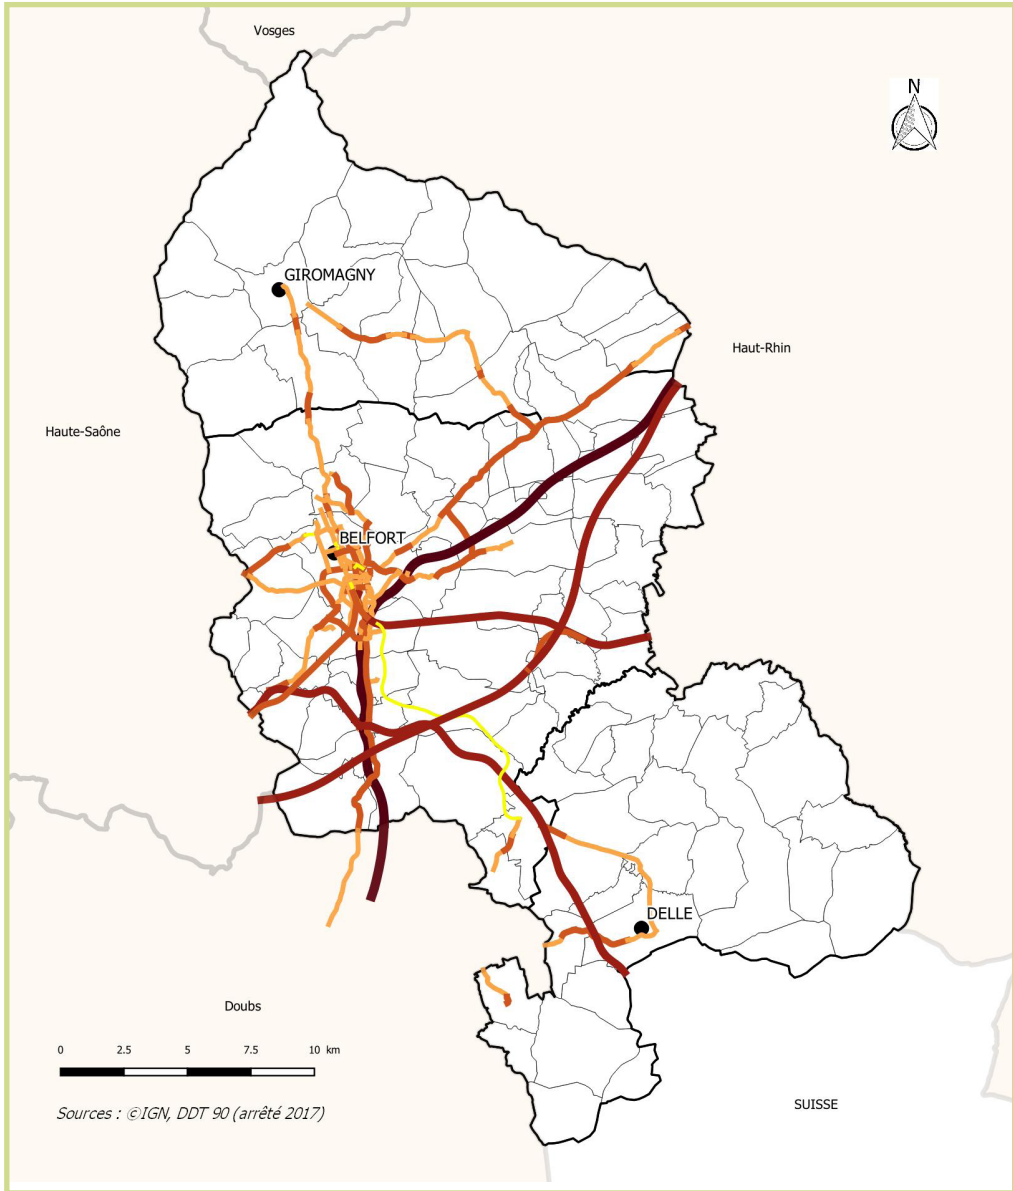 Vosges
N
GIROMAGNY
Haut-Rhin
Haute-Saône
BELFORT
DELLE
Doubs
0 2.5 5 7.5 10 km
SUISSE
Sources : ©IGN, DDT 90 (arrêté 2017)